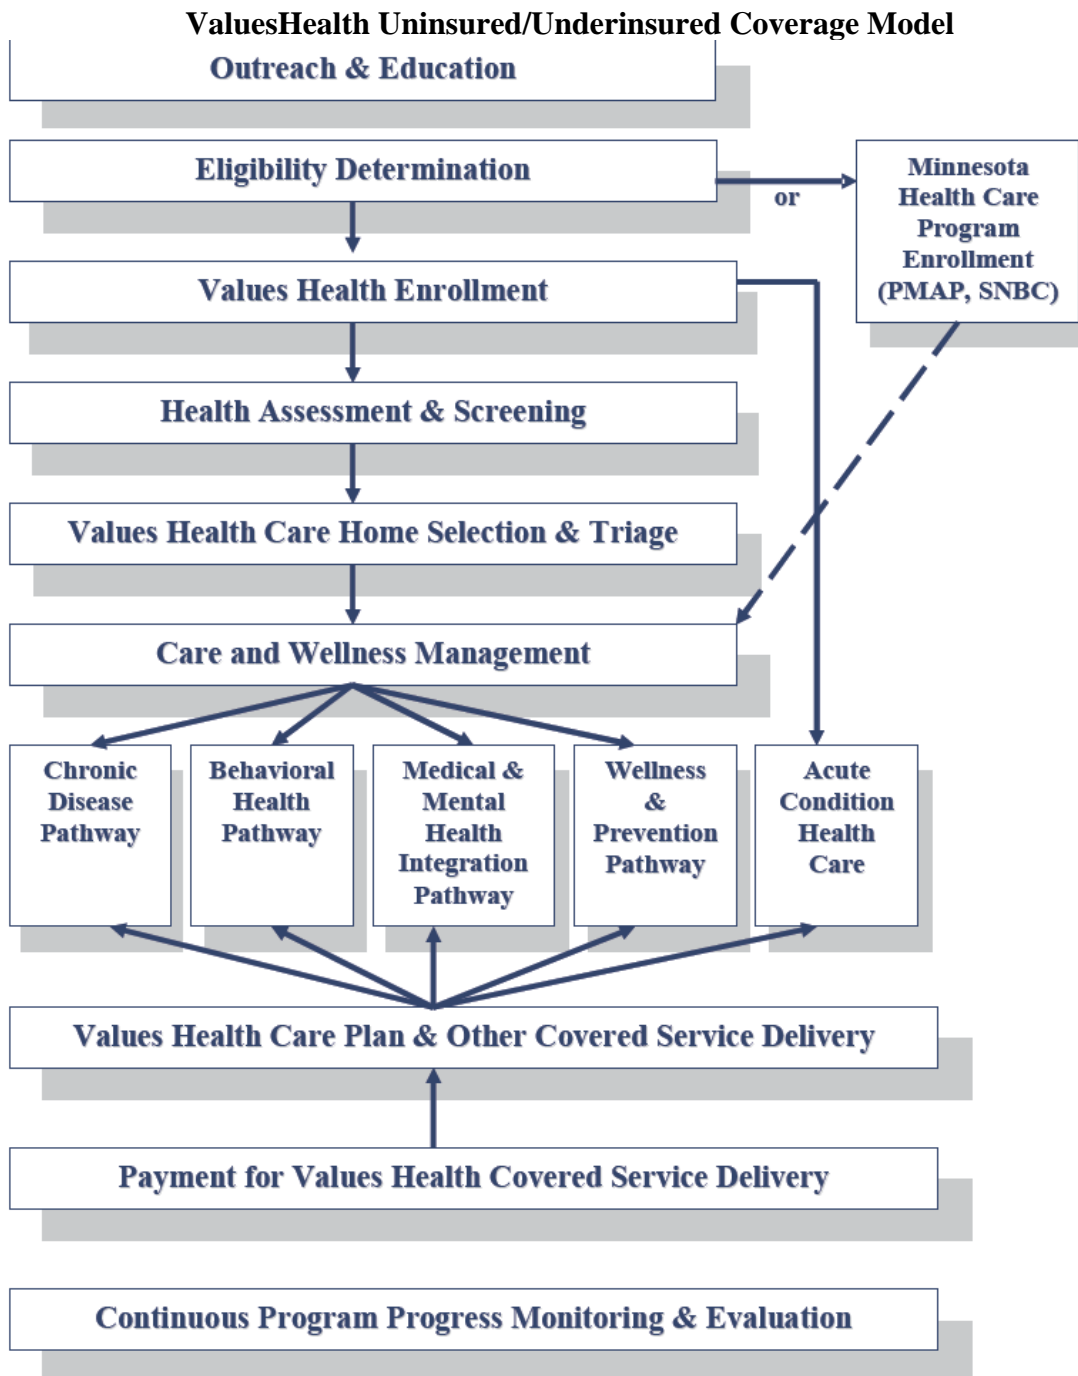 ValuesHealth Uninsured/Underinsured Coverage Model
Outreach & Education
Eligibility Determination
or
Minnesota
Health Care
Program
Enrollment
(PMAP, SNBC)
Values Health Enrollment
Health Assessment & Screening
Values Health Care Home Selection & Triage
Care and Wellness Management
Chronic
Disease
Pathway
Behavioral
Health
Pathway
Medical &
Mental
Health
Integration
Pathway
Wellness
&
Prevention
Pathway
Acute
Condition
Health
Care
Values Health Care Plan & Other Covered Service Delivery
Payment for Values Health Covered Service Delivery
Continuous Program Progress Monitoring & Evaluation